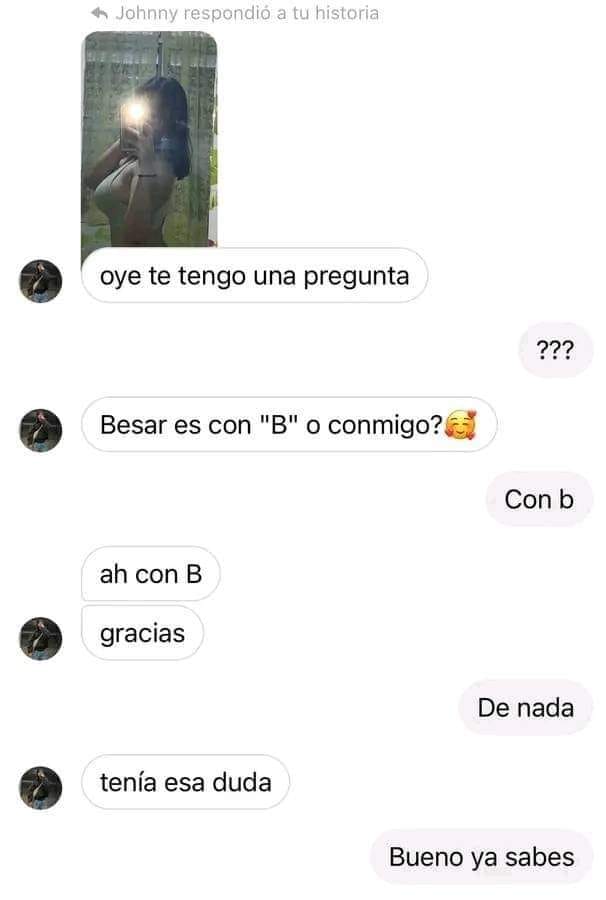 Johnny respondió a tu historia
oye te tengo una pregunta
???
Besar es con "B" o conmigo?🥰
Con b
ah con B
gracias
De nada
tenía esa duda
Bueno ya sabes